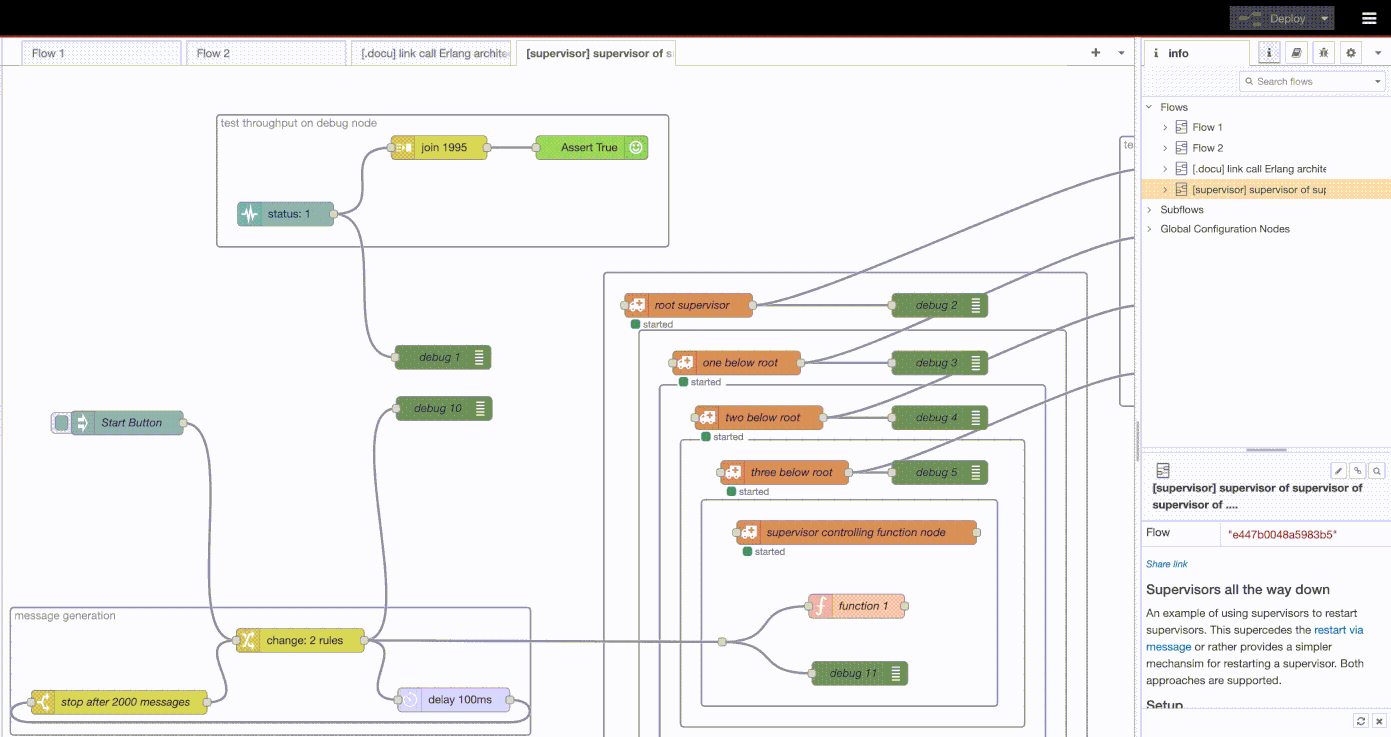 Deploy
Flow 1
Flow 2
[.docu] link call Erlang archite
[supervisor] supervisor of s
info
Search flows
Flows
Flow 1
Flow 2
[.docu] link call Erlang archite
[supervisor] supervisor of sup
Subflows
Global Configuration Nodes
test throughput on debug node
join 1995
Assert True
status: 1
te
root supervisor
started
debug 2
debug 1
one below root
started
debug 3
debug 10
Start Button
two below root
started
debug 4
three below root
started
debug 5
supervisor controlling function node
started
function 1
message generation
change: 2 rules
debug 11
stop after 2000 messages
delay 100ms
[supervisor] supervisor of supervisor of
supervisor of ....
Flow
"e447b0048a5983b5"
Share link
Supervisors all the way down
An example of using supervisors to restart
supervisors. This supercedes the restart via
message or rather provides a simpler
mechansim for restarting a supervisor. Both
approaches are supported.
Setup